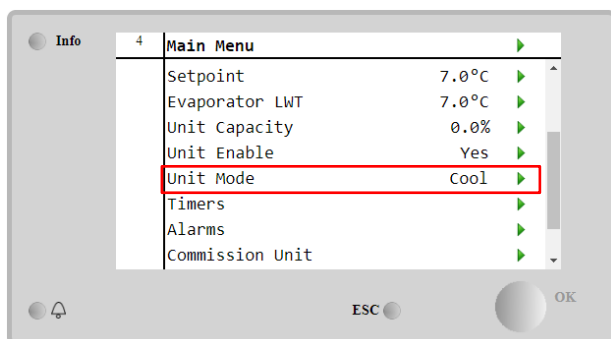 Info
4 Main Menu
Setpoint 7.0°C
Evaporator LWT 7.0°C
Unit Capacity 0.0%
Unit Enable Yes
Unit Mode Cool
Timers
Alarms
Commission Unit
ESC
OK